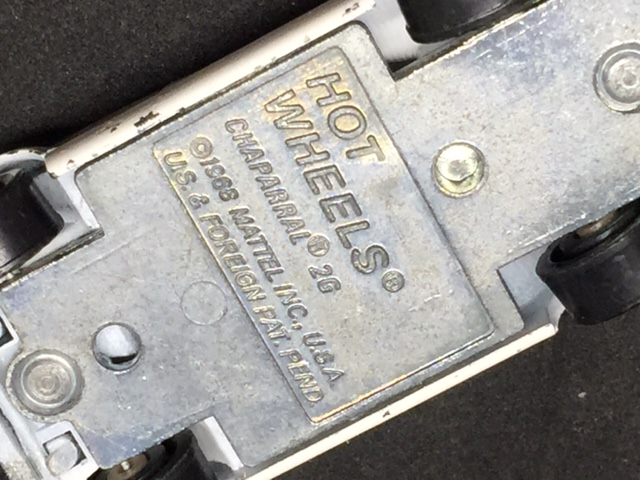 HOT
WHEELS®
CHAPARRAL® 2G
©1968 MATTEL INC., U.S.A
U.S. & FOREIGN PAT. PEND.